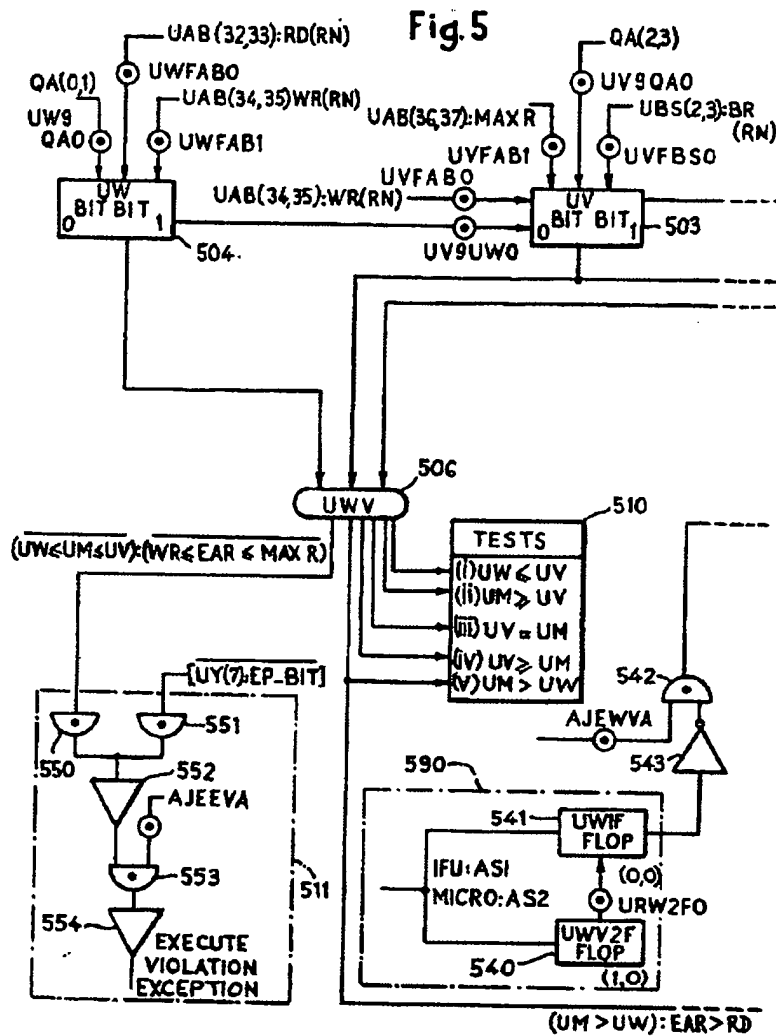 Fig.5
UAB(32,33):RD(RN)
QA(2,3)
UWFAB0
QA(0,1)
UV9QA0
UAB(34,35)WR(RN)
UBS(2,3):BR
(RN)
UW9
QA0
UAB(36,37):MAXR
UWFAB1
UVFAB1
UVFBS0
UVFAB0
UW
BIT BIT
0 1
UAB(34,35):WR(RN)
UV
BIT BIT
0 1
504
503
UV9UW0
506
UWV
510
(UW≤UM≤UV):(WR≤EAR≤MAX R)
TESTS
(i)UW≤UV
(ii)UM≥UV
(iii)UV=UM
(iv)UV≥UM
(v)UM>UW
[UY(7):EP-BIT]
542
551
550
AJEWVA
543
552
590
AJEEVA
541
UW1F
FLOP
553
511
IFU:AS1
(0,0)
MICRO:AS2
URW2F0
554
UWV2F
FLOP
EXECUTE
VIOLATION
EXCEPTION
540
(1,0)
(UM>UW):EAR>RD